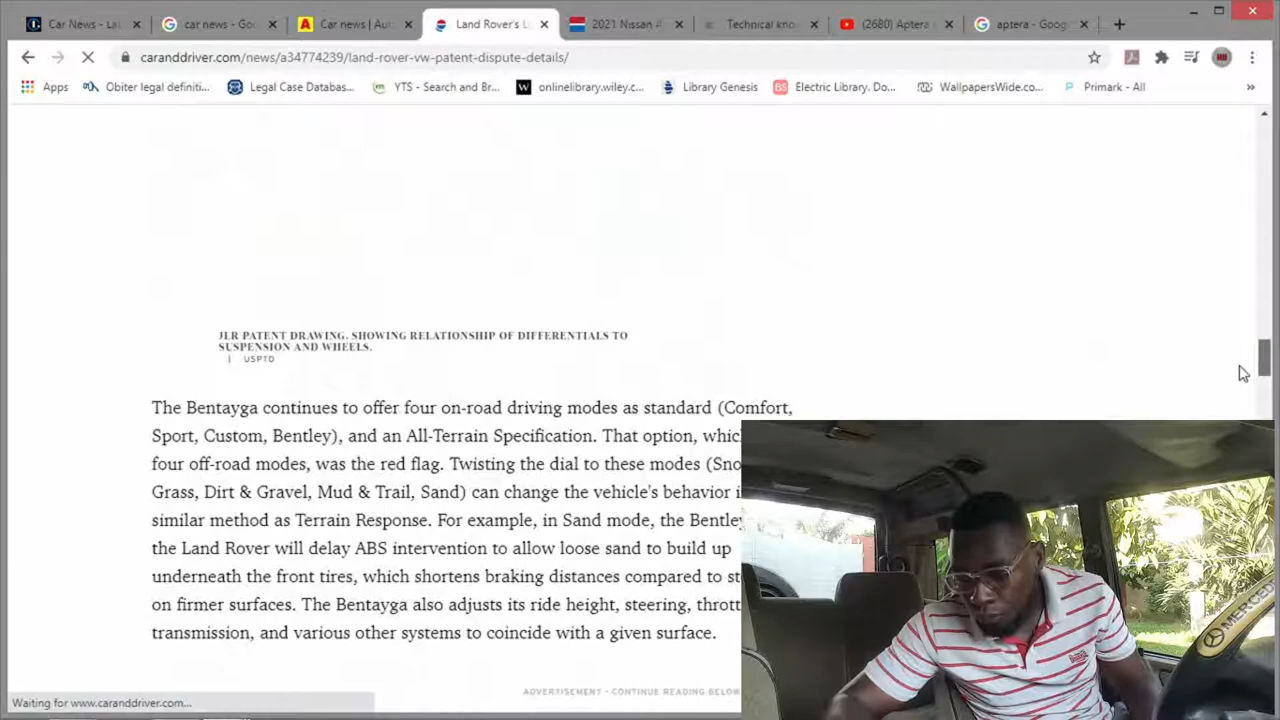 Car News - La
car news - Go
Car news | Au
Land Rover's L
2021 Nissan
Technical kno
(2680) Aptera
aptera - Goog
caranddriver.com/news/a34774239/land-rover-vw-patent-dispute-details/
Apps
Obiter legal definiti...
Legal Case Databas...
YTS - Search and Br...
onlinelibrary.wiley.c...
Library Genesis
Electric Library. Do...
WallpapersWide.co...
Primark - All
»
JLR PATENT DRAWING, SHOWING RELATIONSHIP OF DIFFERENTIALS TO
SUSPENSION AND WHEELS.
| USPTO
The Bentayga continues to offer four on-road driving modes as standard (Comfort,
Sport, Custom, Bentley), and an All-Terrain Specification. That option, whic
four off-road modes, was the red flag. Twisting the dial to these modes (Sno
Grass, Dirt & Gravel, Mud & Trail, Sand) can change the vehicle's behavior i
similar method as Terrain Response. For example, in Sand mode, the Bentley
the Land Rover will delay ABS intervention to allow loose sand to build up
underneath the front tires, which shortens braking distances compared to st
on firmer surfaces. The Bentayga also adjusts its ride height, steering, thrott
transmission, and various other systems to coincide with a given surface.
ADVERTISEMENT - CONTINUE READING BELOW
MERCED
Waiting for www.caranddriver.com...